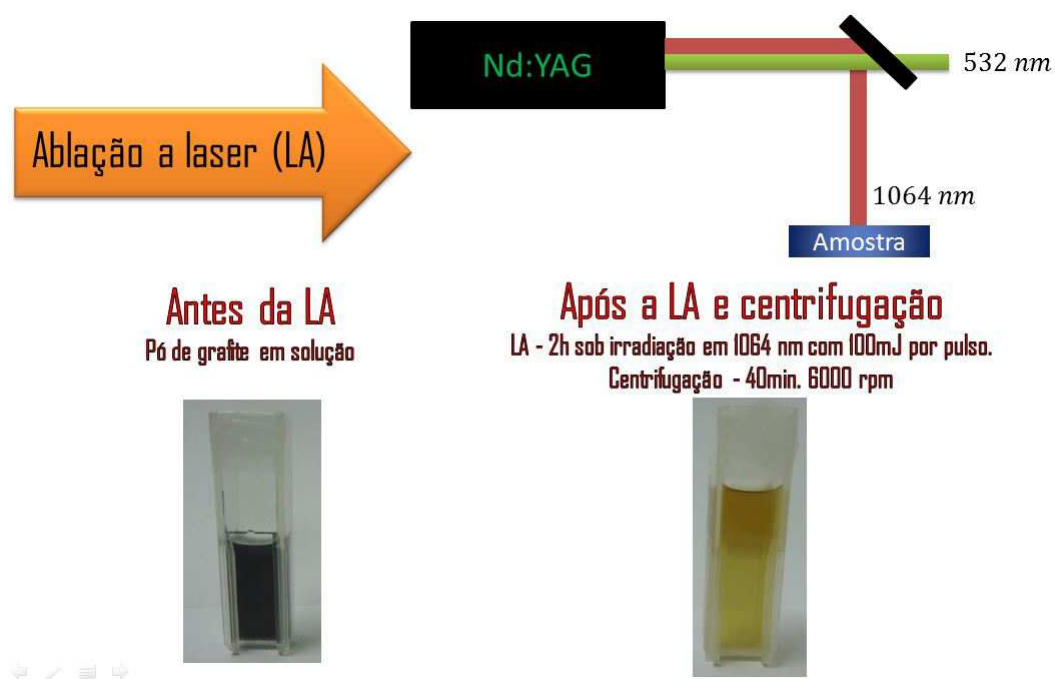 Nd:YAG
532 nm
Ablação a laser (LA)
1064 nm
Amostra
Antes da LA
Pó de grafite em solução
Após a LA e centrifugação
LA - 2h sob irradiação em 1064 nm com 100mJ por pulso.
Centrifugação - 40min. 6000 rpm